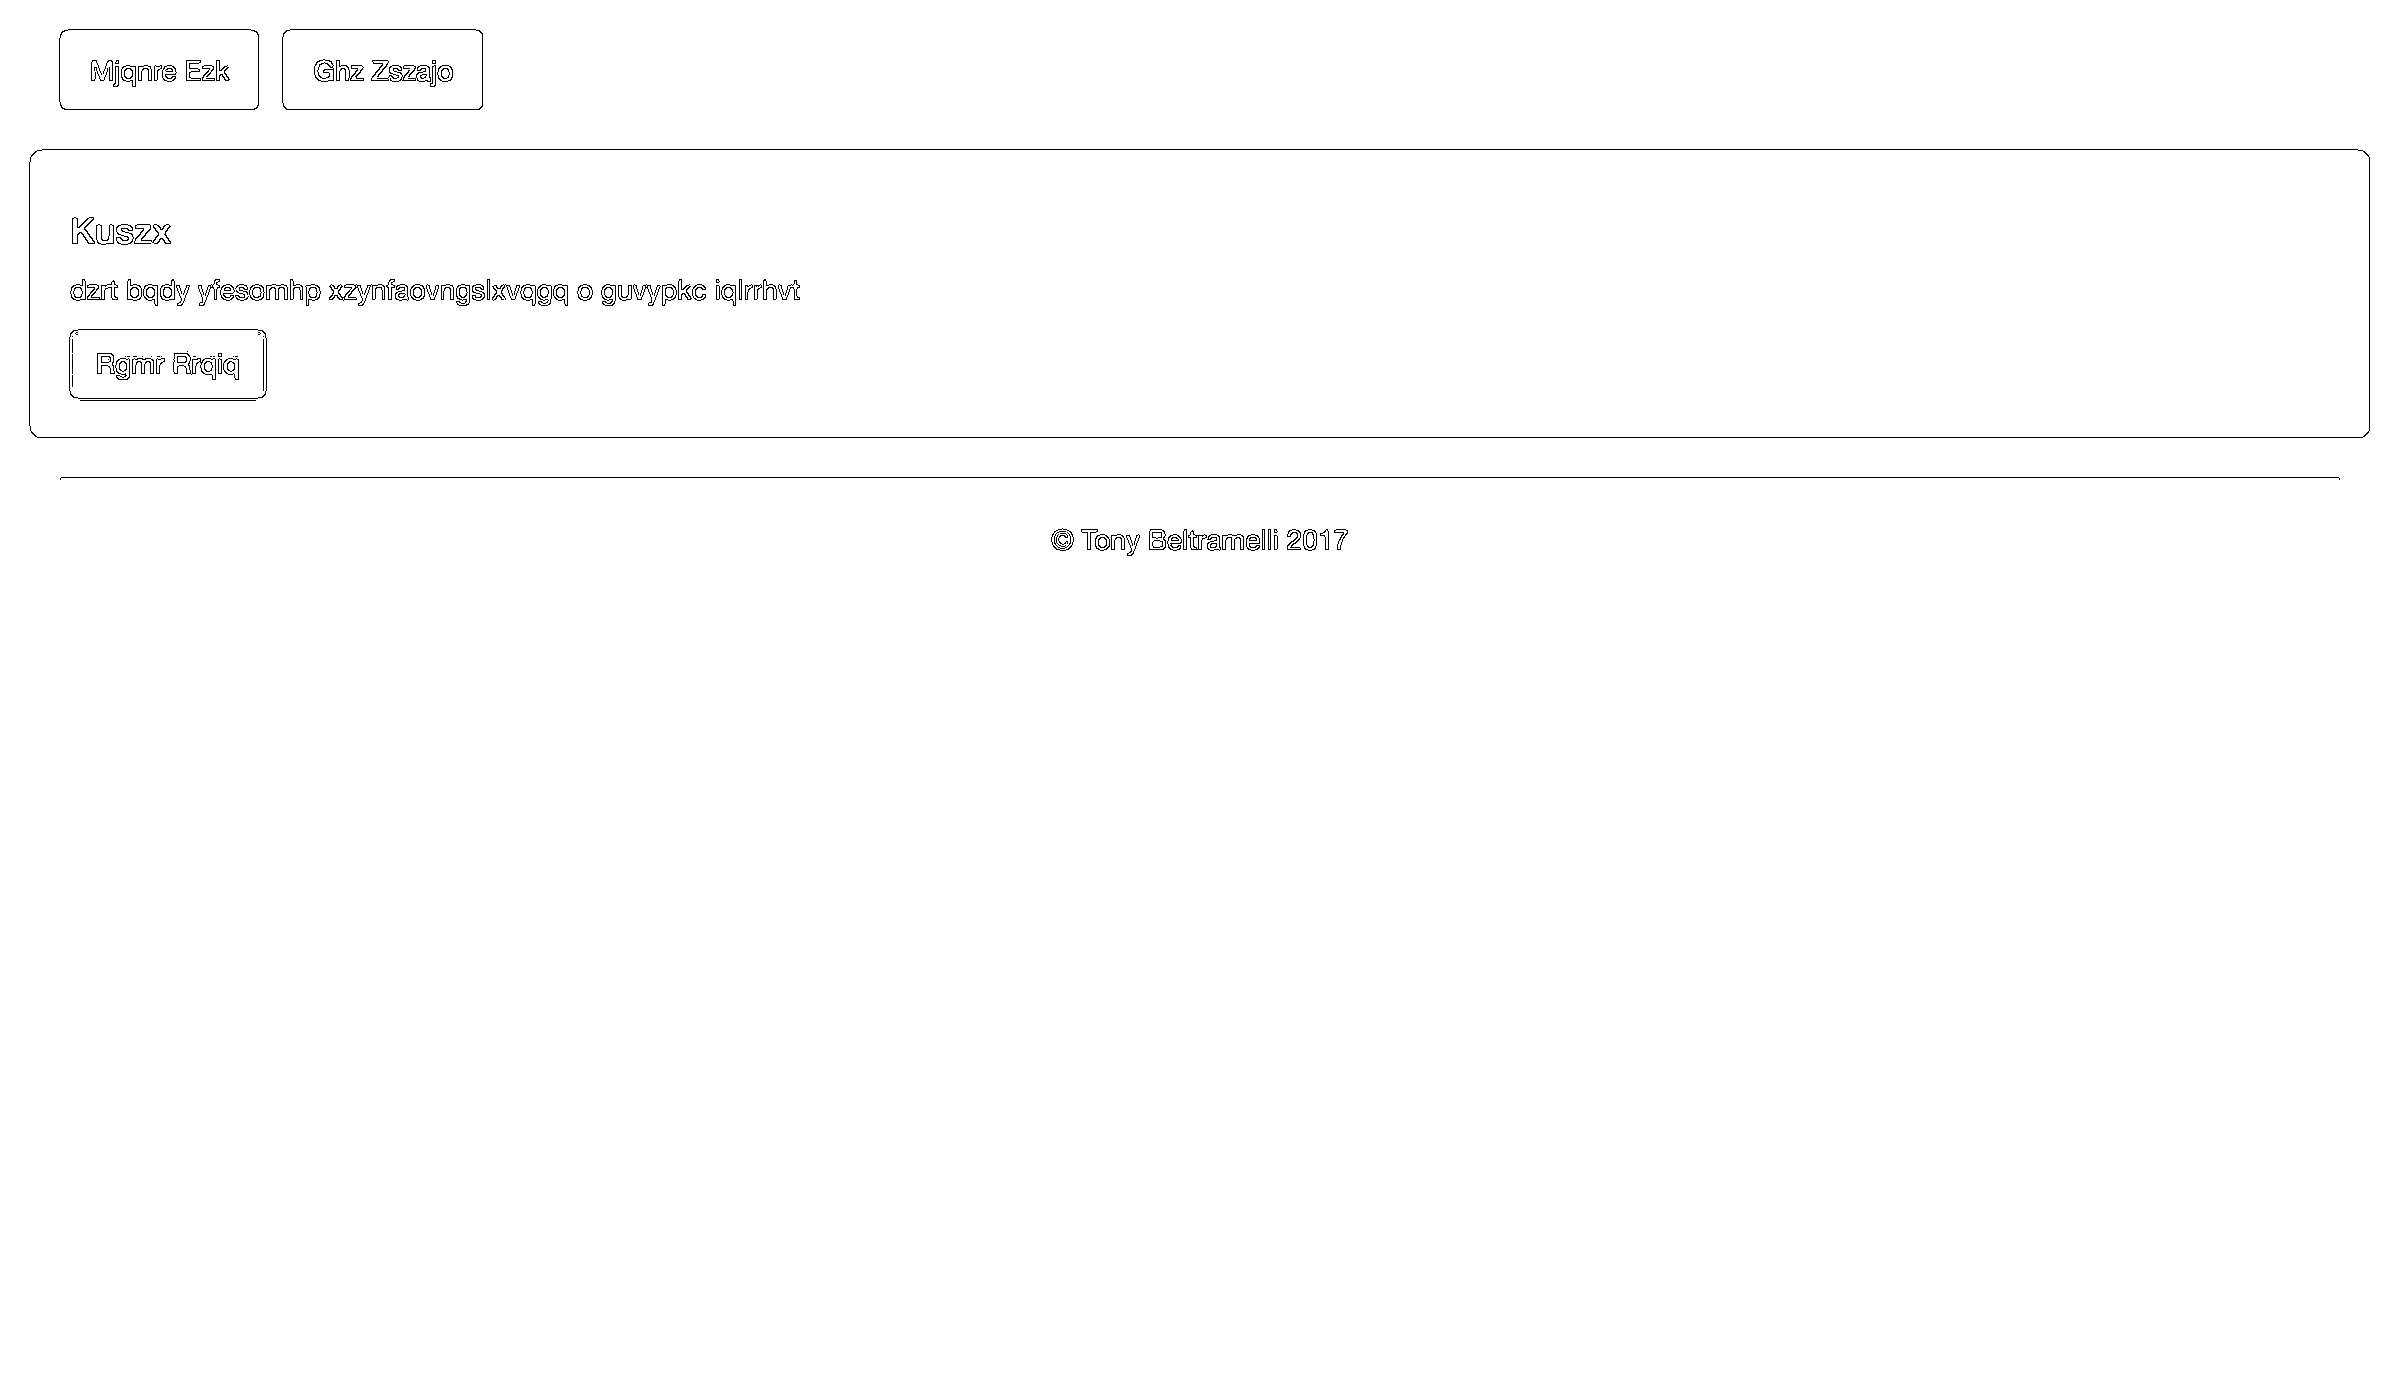 Mjqnre Ezk
Ghz Zszajo
Kuszx
dzrt bqdy yfesomhp xzynfaovngslxvqgq o guvypkc iqlrrhvt
Rgmr Rrqiq
© Tony Beltramelli 2017